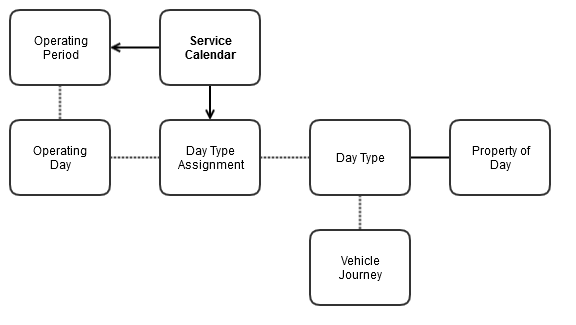 Operating
Period
Service
Calendar
Operating
Day
Day Type
Assignment
Day Type
Property of
Day
Vehicle
Journey